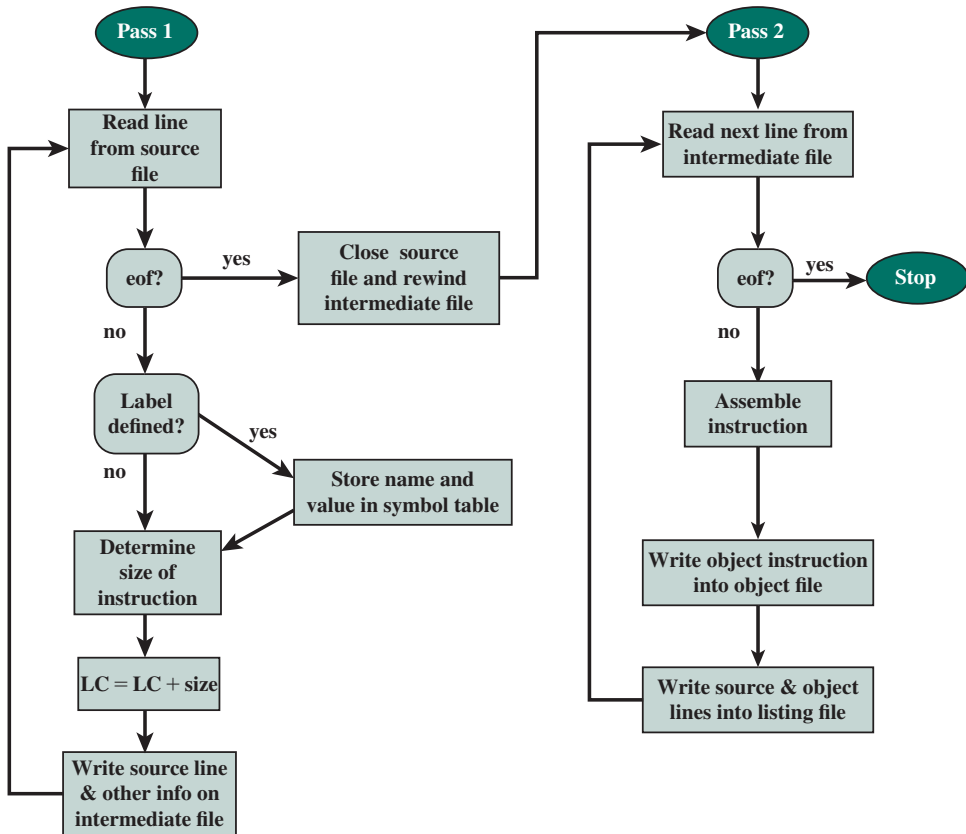 Pass 1
Read line
from source
file
eof?
yes
Close source
file and rewind
intermediate file
no
Label
defined?
yes
Store name and
value in symbol table
no
Determine
size of
instruction
LC = LC + size
Write source line
& other info on
intermediate file
Pass 2
Read next line from
intermediate file
eof?
yes
Stop
no
Assemble
instruction
Write object instruction
into object file
Write source & object
lines into listing file